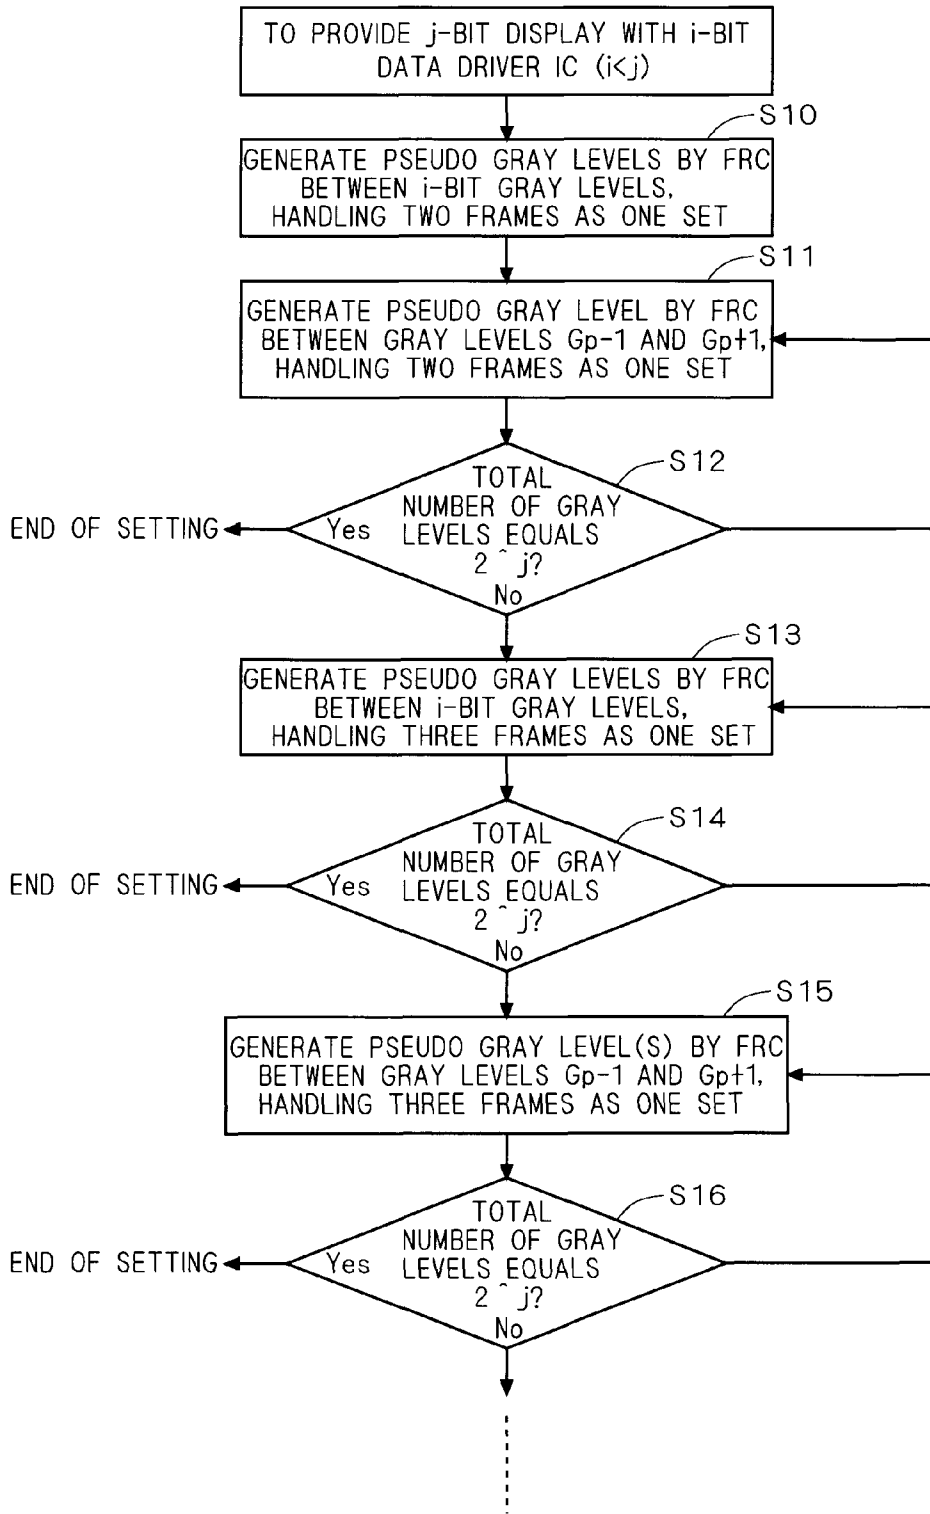 TO PROVIDE j-BIT DISPLAY WITH i-BIT
DATA DRIVER IC (i<j)
S10
GENERATE PSEUDO GRAY LEVELS BY FRC
BETWEEN i-BIT GRAY LEVELS,
HANDLING TWO FRAMES AS ONE SET
S11
GENERATE PSEUDO GRAY LEVEL BY FRC
BETWEEN GRAY LEVELS Gp-1 AND Gp+1,
HANDLING TWO FRAMES AS ONE SET
S12
TOTAL
NUMBER OF GRAY
LEVELS EQUALS
2 ^ j?
Yes
No
END OF SETTING
S13
GENERATE PSEUDO GRAY LEVELS BY FRC
BETWEEN i-BIT GRAY LEVELS,
HANDLING THREE FRAMES AS ONE SET
S14
TOTAL
NUMBER OF GRAY
LEVELS EQUALS
2 ^ j?
Yes
No
END OF SETTING
S15
GENERATE PSEUDO GRAY LEVEL(S) BY FRC
BETWEEN GRAY LEVELS Gp-1 AND Gp+1,
HANDLING THREE FRAMES AS ONE SET
S16
TOTAL
NUMBER OF GRAY
LEVELS EQUALS
2 ^ j?
Yes
No
END OF SETTING